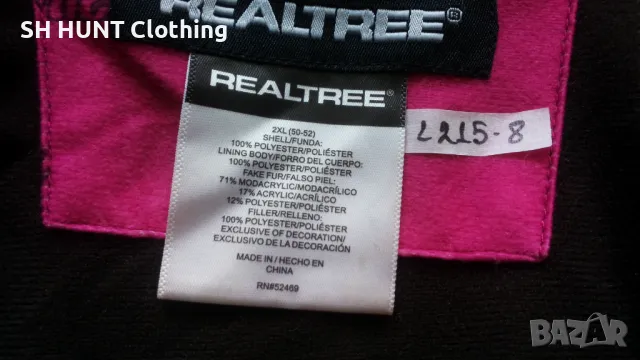 SH HUNT Clothing
REALTREE®
REALTREE®
2XL (50-52)
SHELL/FUNDA:
100% POLYESTER/POLIÉSTER
LINING BODY/FORRO DEL CUERPO:
100% POLYESTER/POLIÉSTER
FAKE FUR/FALSO PIEL:
71% MODACRYLIC/MODACRÍLICO
17% ACRYLIC/ACRÍLICO
12% POLYESTER/POLIÉSTER
FILLER/RELLENO:
100% POLYESTER/POLIÉSTER
EXCLUSIVE OF DECORATION/
EXCLUSIVO DE LA DECORACIÓN
MADE IN / HECHO EN
CHINA
RN#52469
L215-8
BAZAR
bg